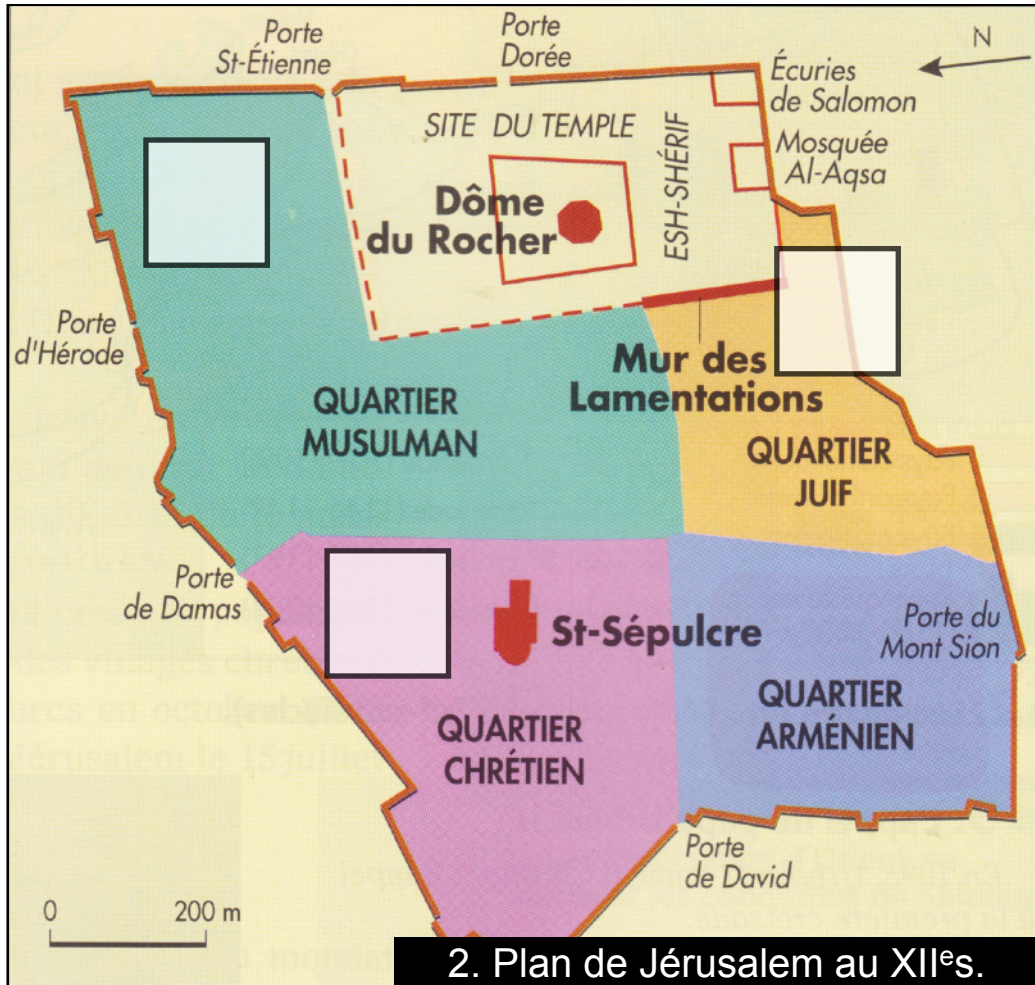 Porte
St-Étienne
Porte
Dorée
N
Écuries
de Salomon
SITE DU TEMPLE
ESH-SHÉRIF
Mosquée
Al-Aqsa
Dôme
du Rocher
Porte
d'Hérode
Mur des
Lamentations
QUARTIER
MUSULMAN
QUARTIER
JUIF
Porte
de Damas
St-Sépulcre
Porte du
Mont Sion
QUARTIER
CHRÉTIEN
QUARTIER
ARMÉNIEN
Porte
de David
0 200 m
2. Plan de Jérusalem au XIIᵉs.